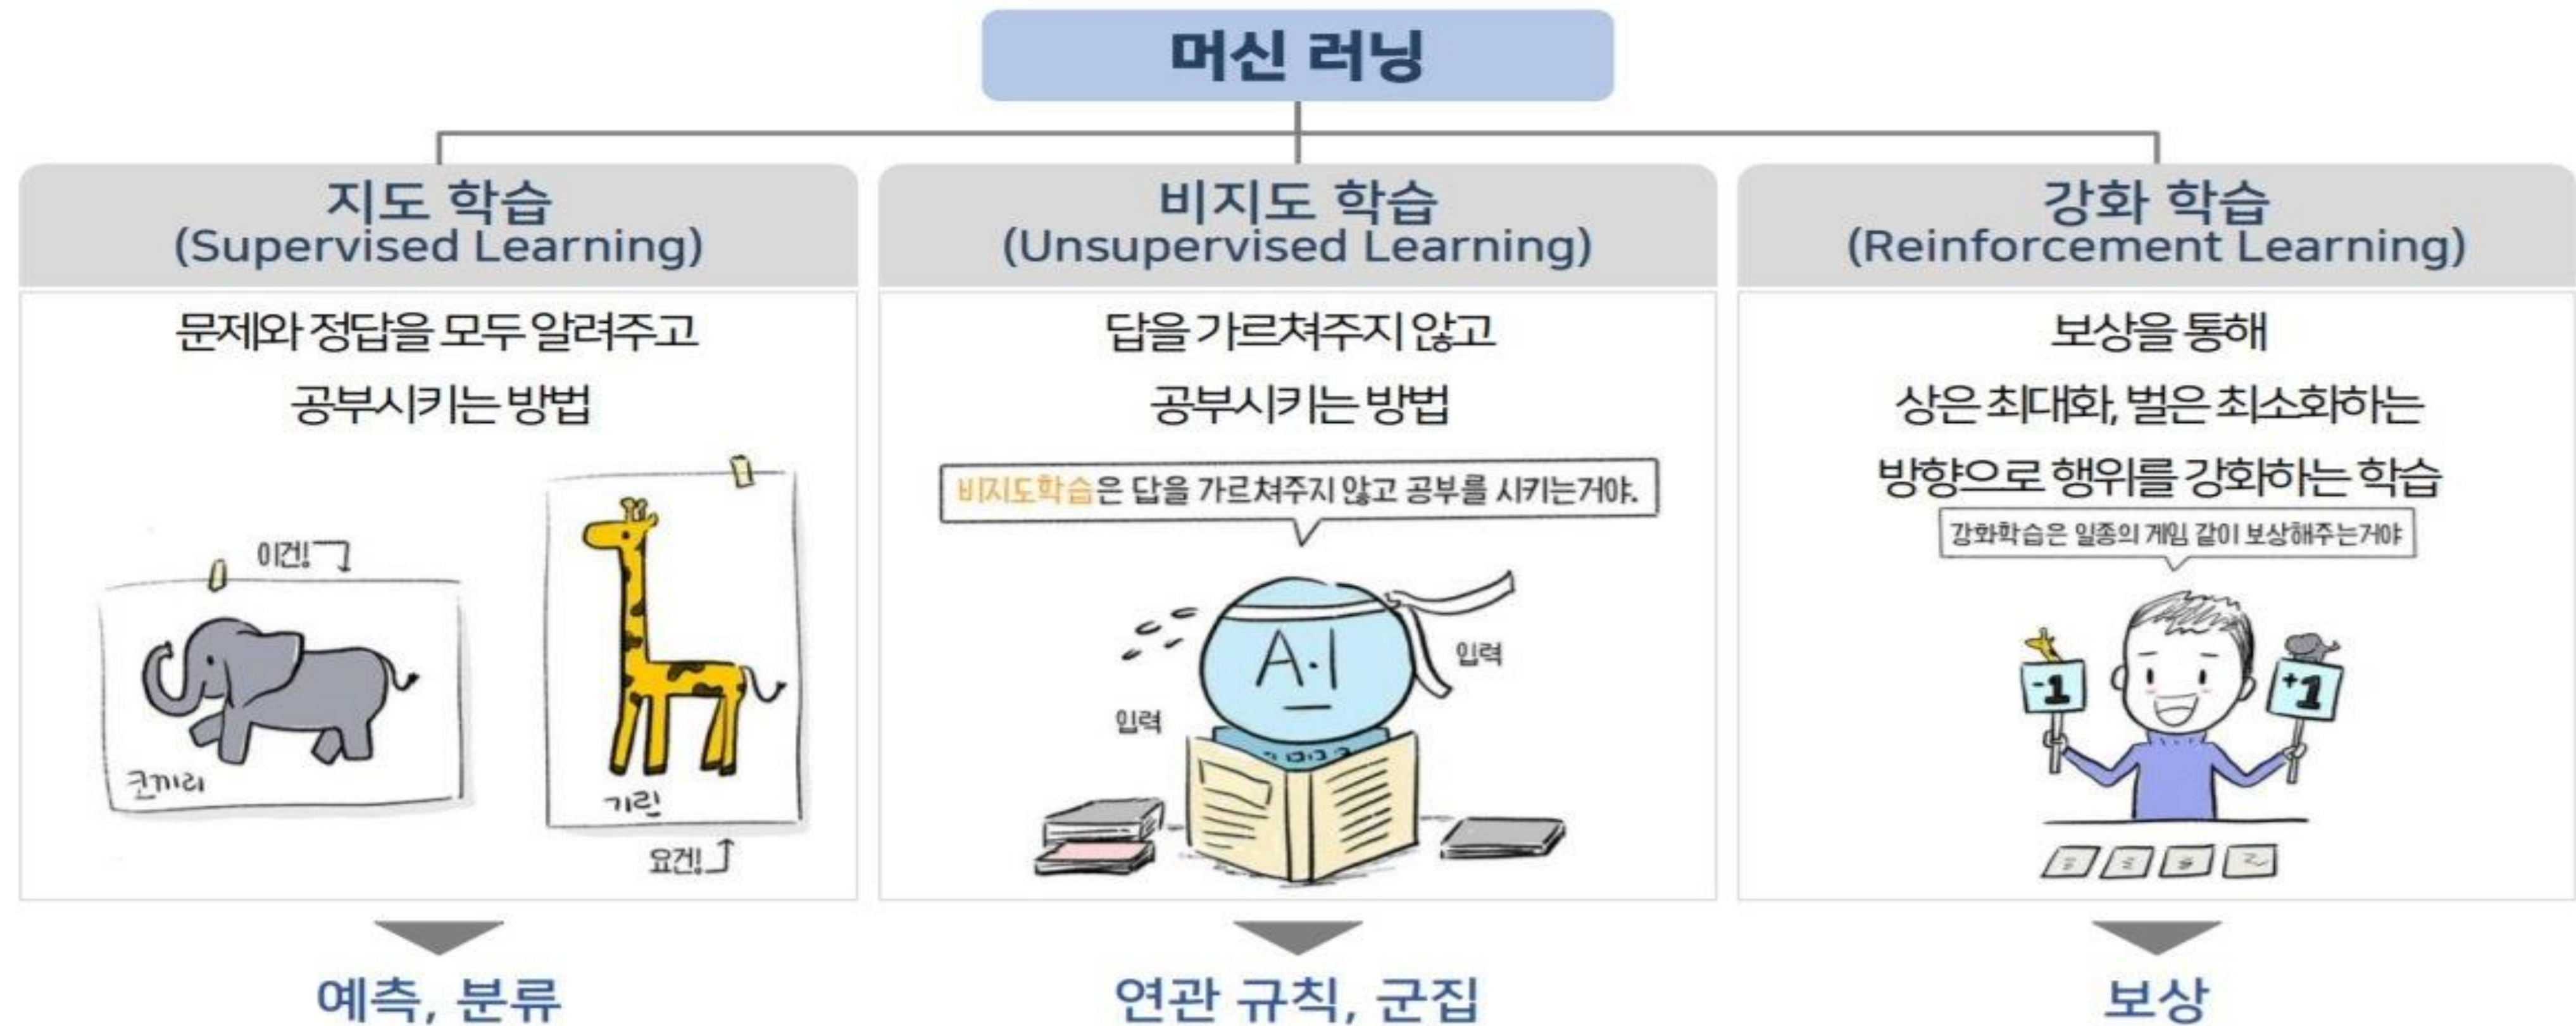 머신 러닝
지도 학습
(Supervised Learning)
문제와 정답을 모두 알려주고
공부시키는 방법
이건!
코끼리
기린
요건!
예측, 분류
비지도 학습
(Unsupervised Learning)
답을 가르쳐주지 않고
공부시키는 방법
비지도학습은 답을 가르쳐주지 않고 공부를 시키는거야.
A.I
입력
입력
연관 규칙, 군집
강화 학습
(Reinforcement Learning)
보상을 통해
상은 최대화, 벌은 최소화하는
방향으로 행위를 강화하는 학습
강화학습은 일종의 게임 같이 보상해주는거야
-1
+1
보상